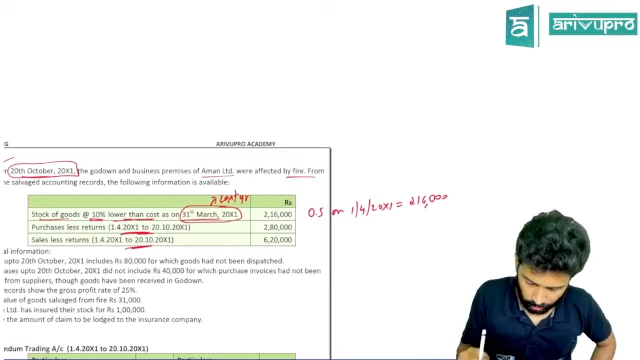 ā arivupro
NG ARIVUPRO ACADEMY
20th October, 20X1, the godown and business premises of Aman Ltd. were affected by fire. From
e salvaged accounting records, the following information is available:
Rs
Stock of goods @ 10% lower than cost as on 31st March, 20X1 2,16,000
O.S on 1/4/20X1 = 216,000
Purchases less returns (1.4.20X1 to 20.10.20X1) 2,80,000
Sales less returns (1.4.20X1 to 20.10.20X1) 6,20,000
al information:
upto 20th October, 20X1 includes Rs 80,000 for which goods had not been dispatched.
ases upto 20th October, 20X1 did not include Rs 40,000 for which purchase invoices had not been
from suppliers, though goods have been received in Godown.
ecords show the gross profit rate of 25%.
alue of goods salvaged from fire Rs 31,000.
n Ltd. has insured their stock for Rs 1,00,000.
e the amount of claim to be lodged to the insurance company.
ndum Trading A/c (1.4.20X1 to 20.10.20X1)